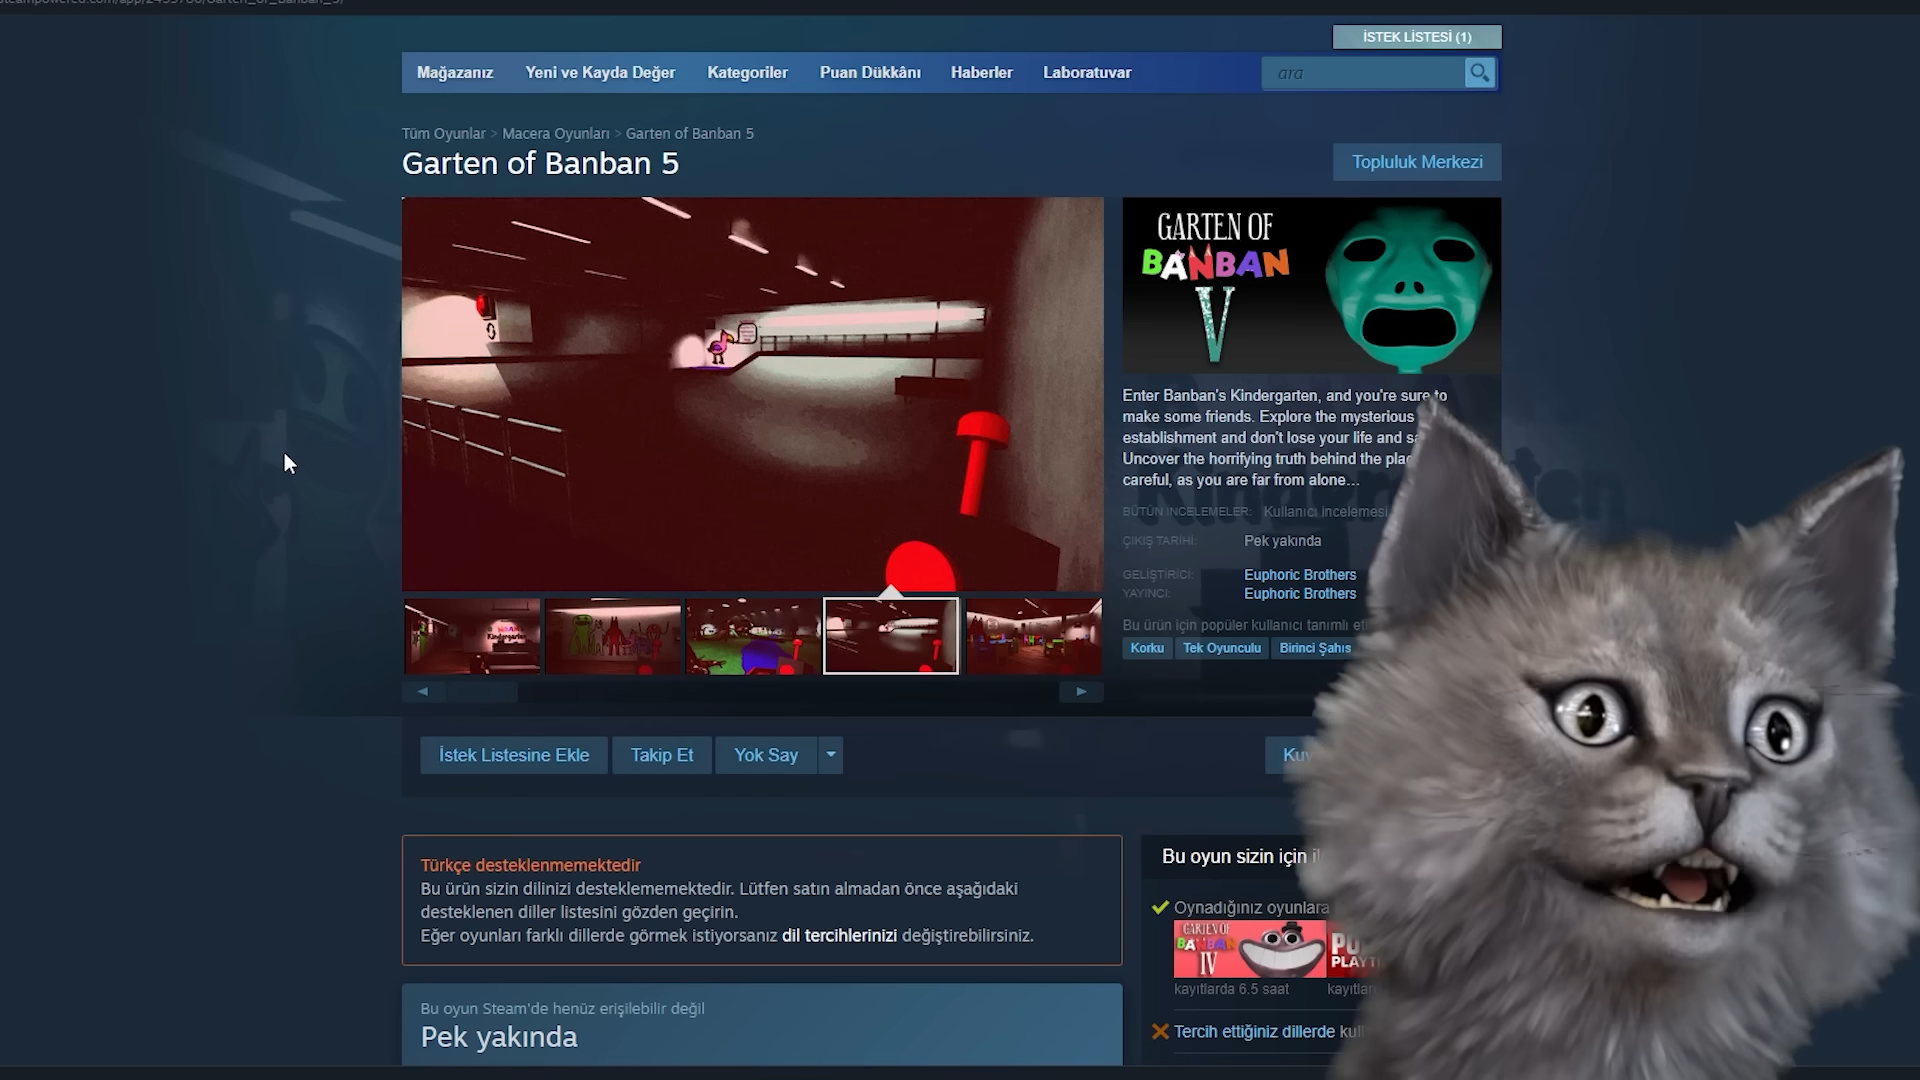 İSTEK LİSTESİ (1)
Mağazanız Yeni ve Kayda Değer Kategoriler Puan Dükkânı Haberler Laboratuvar ara
Tüm Oyunlar > Macera Oyunları > Garten of Banban 5
Garten of Banban 5
Topluluk Merkezi
GARTEN OF
BANBAN
V
Enter Banban's Kindergarten, and you're sure to
make some friends. Explore the mysterious
establishment and don't lose your life and
Uncover the horrifying truth behind the
careful, as you are far from alone...
BÜTÜN İNCELEMELER: Kullanıcı incelemesi
ÇIKIŞ TARİHİ: Pek yakında
GELİŞTİRİCİ: Euphoric Brothers
YAYINCI: Euphoric Brothers
Bu ürün için popüler kullanıcı tanımlı
Korku Tek Oyunculu Birinci Şahıs
İstek Listesine Ekle Takip Et Yok Say
Türkçe desteklenmemektedir
Bu ürün sizin dilinizi desteklememektedir. Lütfen satın almadan önce aşağıdaki
desteklenen diller listesini gözden geçirin.
Eğer oyunları farklı dillerde görmek istiyorsanız dil tercihlerinizi değiştirebilirsiniz.
Bu oyun sizin için
Oynadığınız oyunlara
GARTEN OF
BANBAN
IV
kayıtlarda 6.5 saat
Tercih ettiğiniz dillerde
Bu oyun Steam'de henüz erişilebilir değil
Pek yakında